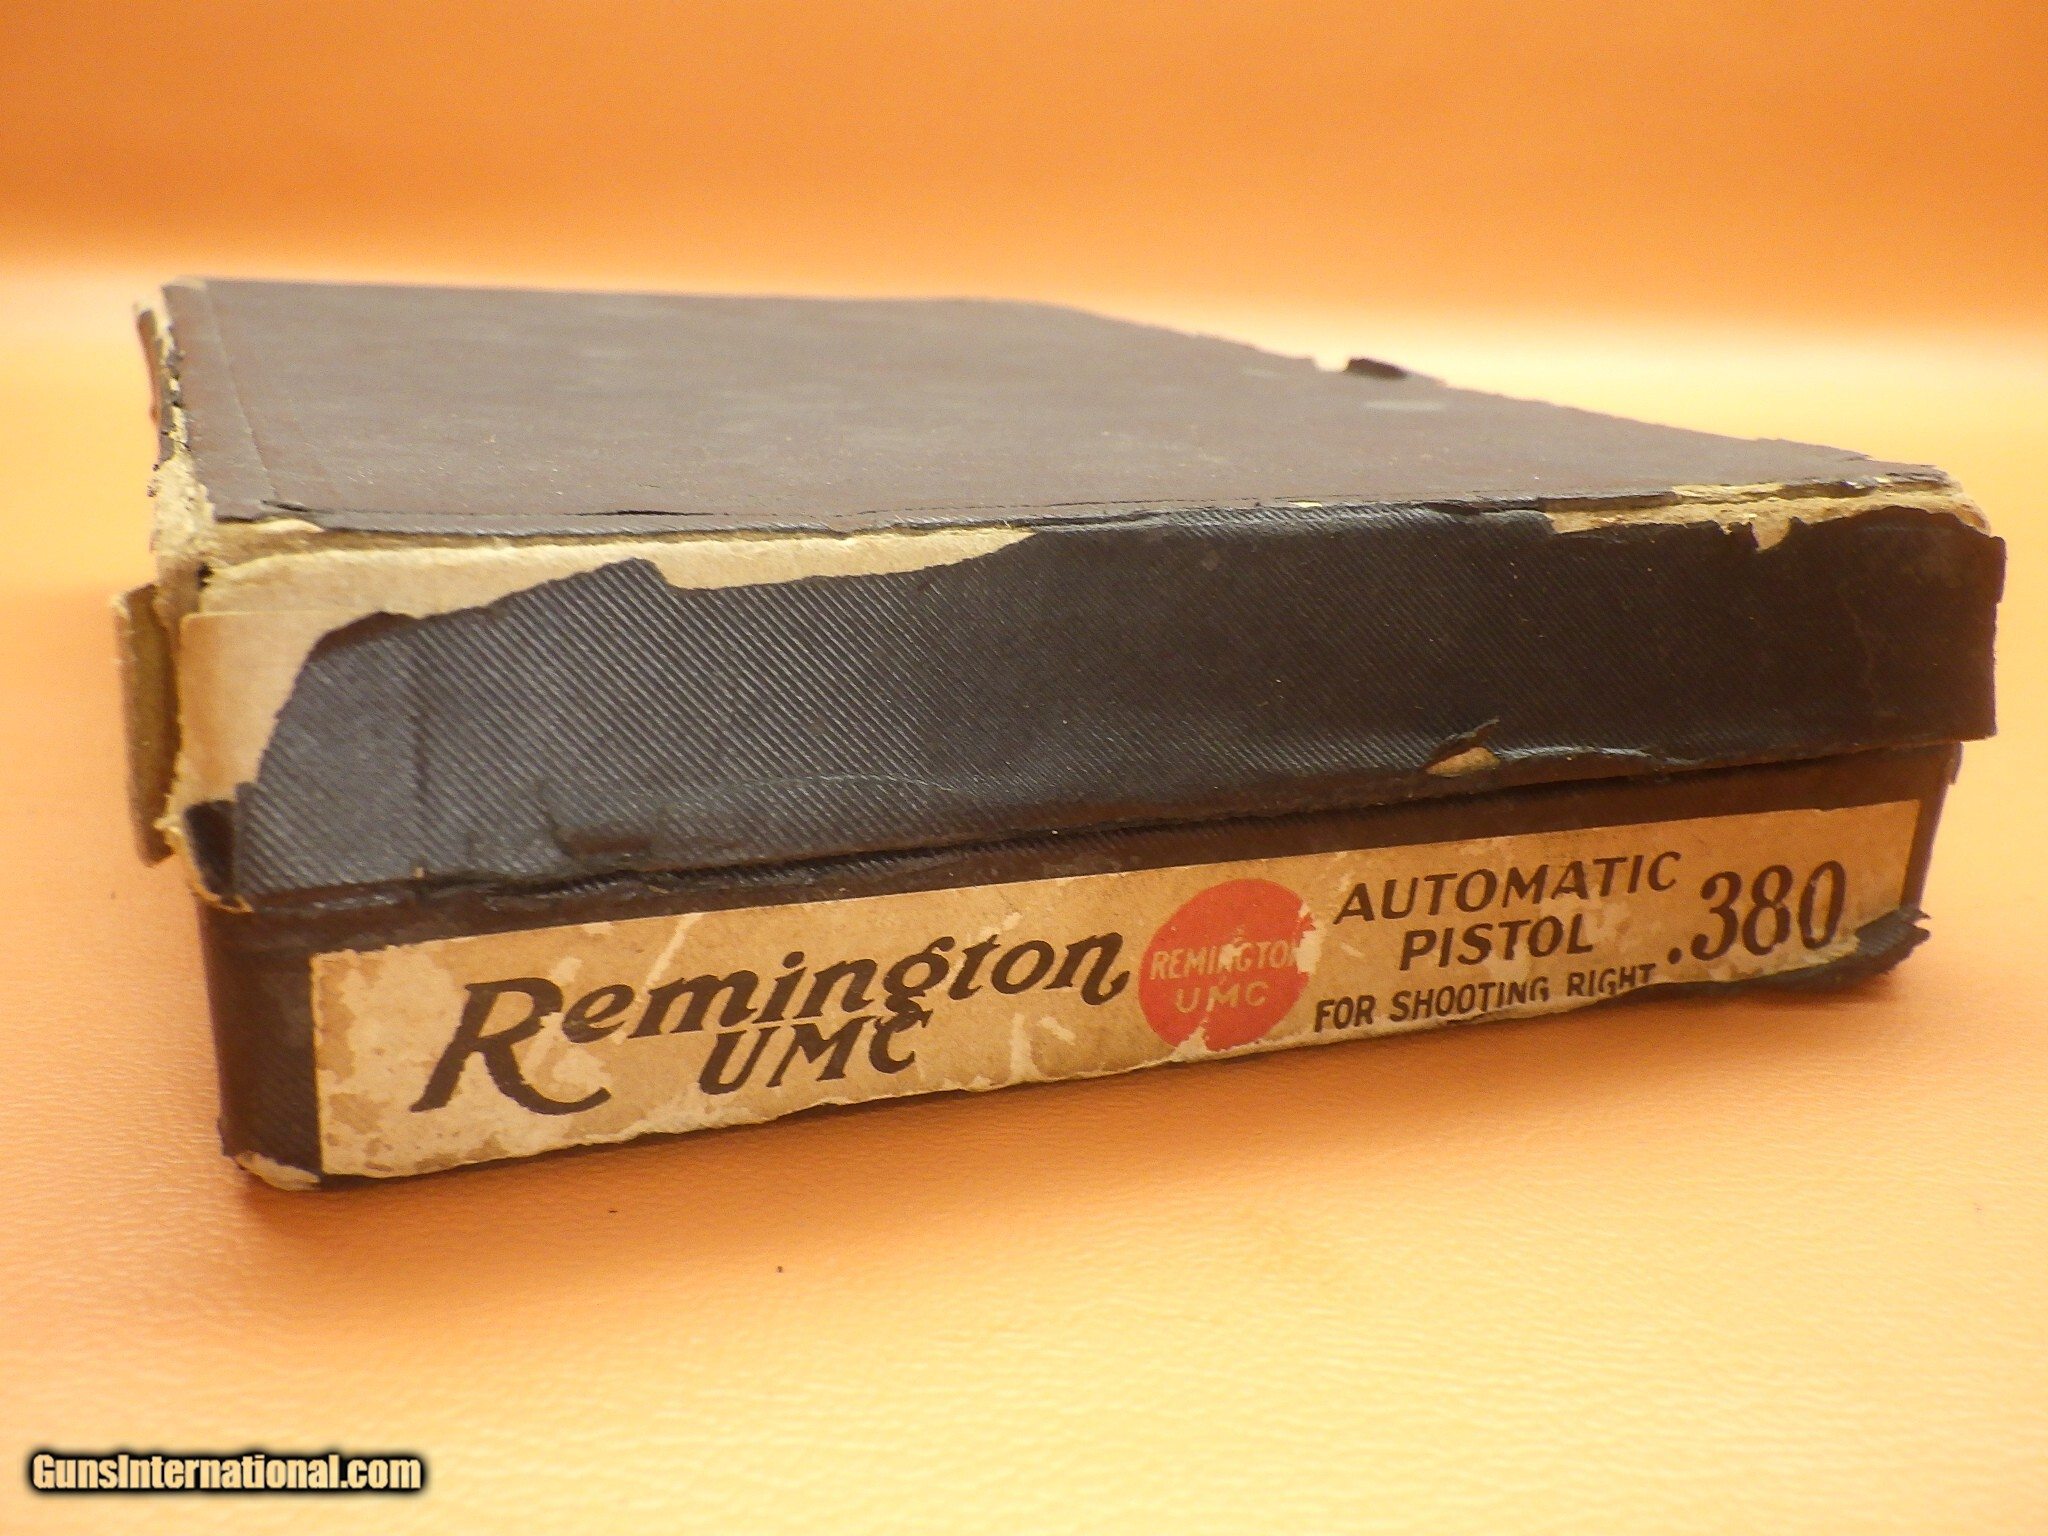 Remington
UMC
REMINGTON
UMC
AUTOMATIC
PISTOL
FOR SHOOTING RIGHT
.380
GunsInternational.com